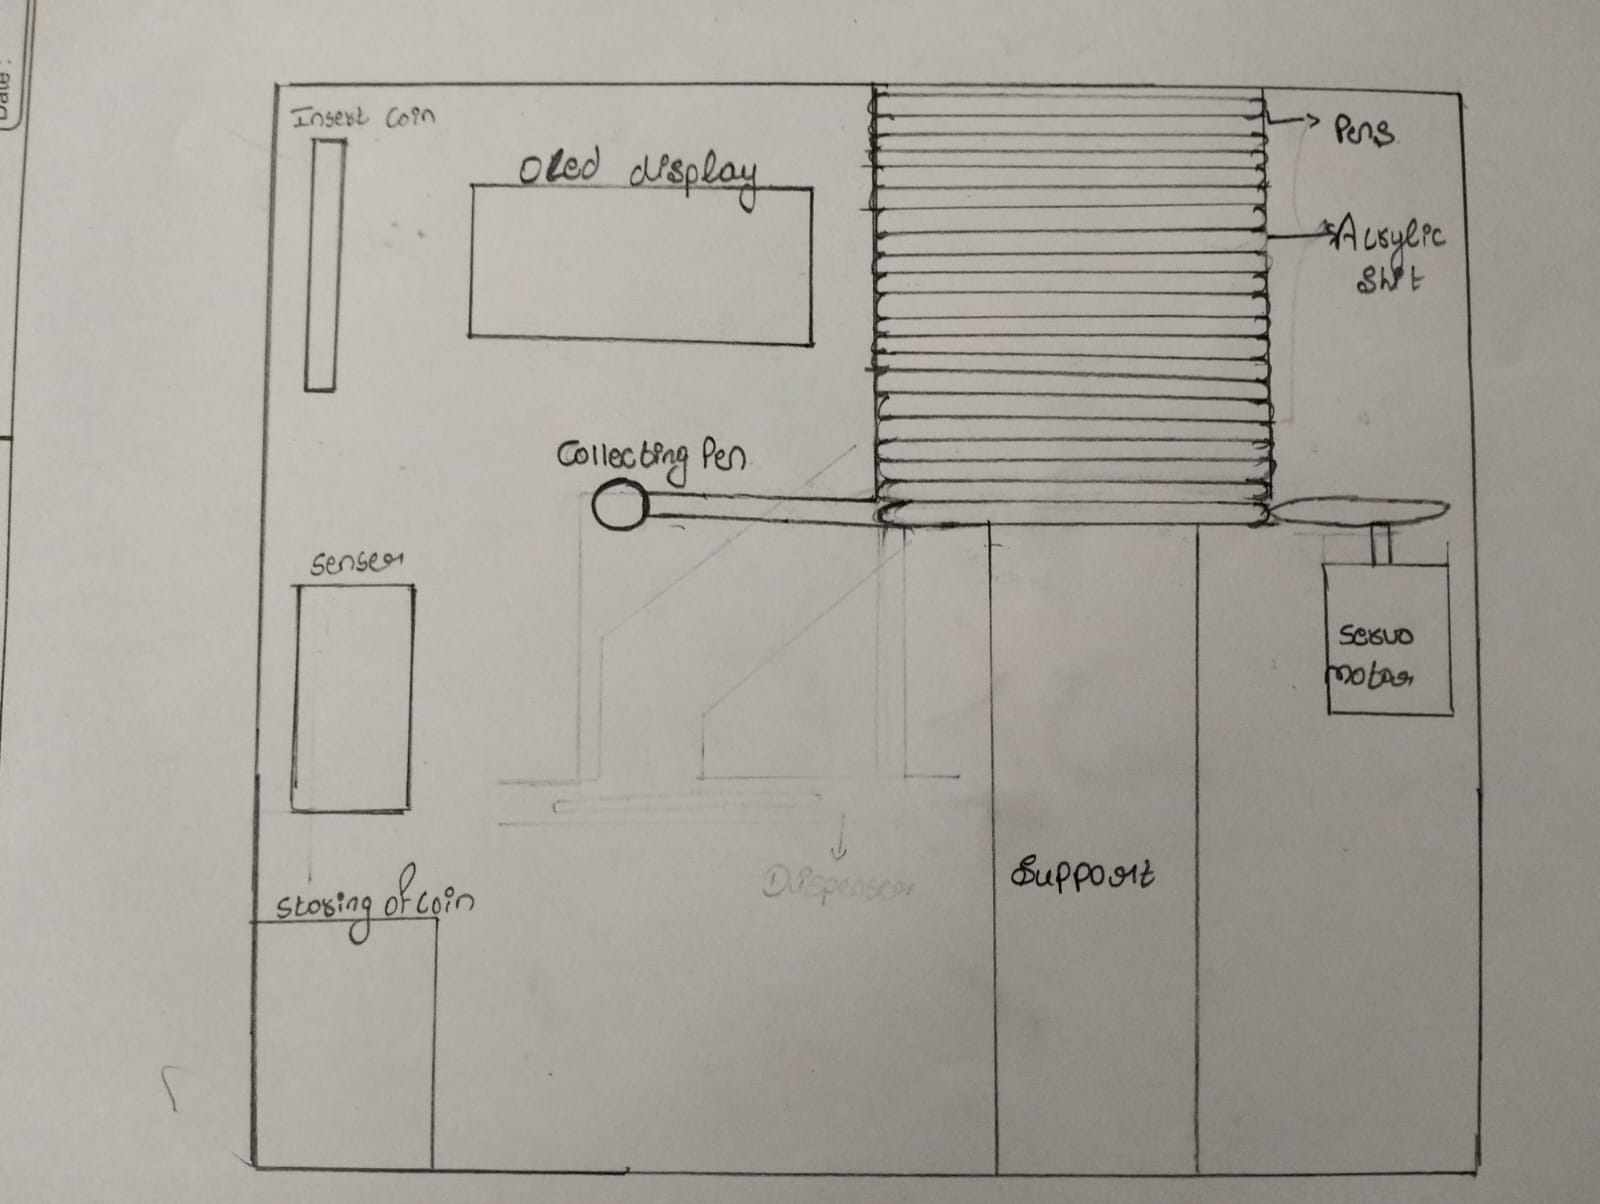 Date :
Insert Coin
Oled display
Pens
Acrylic
Shit
Collecting Pen
senser
servo
motor
Support
Dispenser
Storing of coin